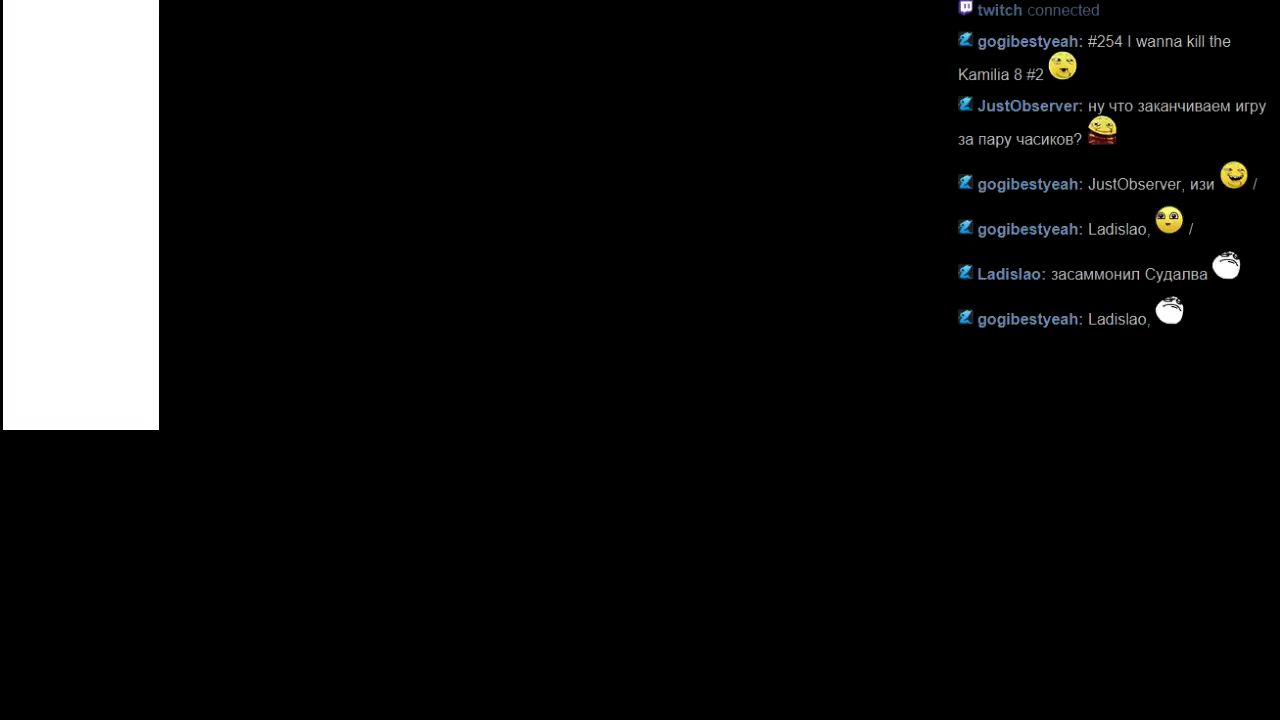 twitch connected
gogibestyeah: #254 I wanna kill the
Kamilia 8 #2
JustObserver: ну что заканчиваем игру
за пару часиков?
gogibestyeah: JustObserver, изи /
gogibestyeah: Ladislao, /
Ladislao: засаммонил Судалва
gogibestyeah: Ladislao,